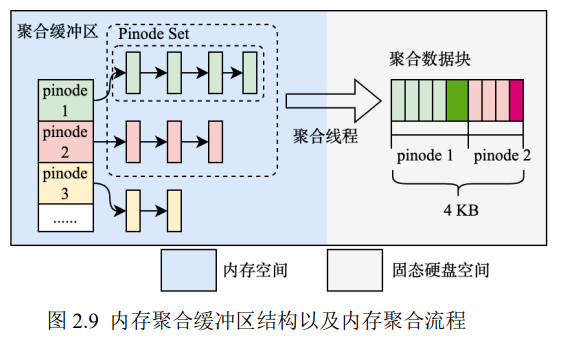 聚合缓冲区
Pinode Set
pinode
1
pinode
2
pinode
3
......
聚合线程
聚合数据块
pinode 1
pinode 2
4 KB
内存空间
固态硬盘空间
图 2.9 内存聚合缓冲区结构以及内存聚合流程